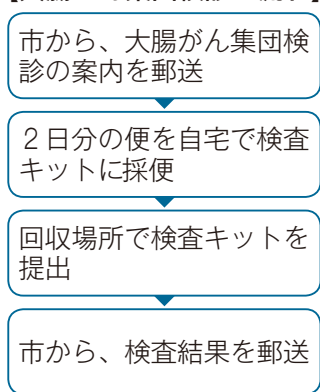 市から、大腸がん集団検
診の案内を郵送
２日分の便を自宅で検査
キットに採便
回収場所で検査キットを
提出
市から、検査結果を郵送